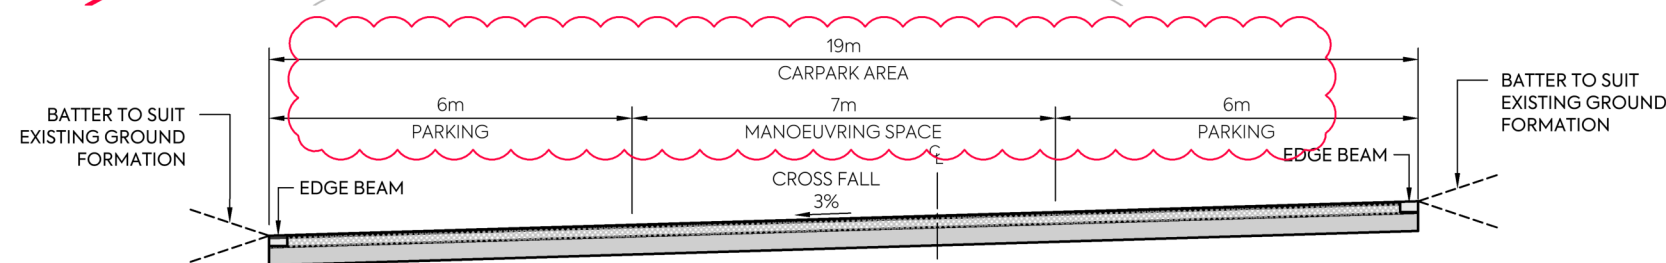 19m
CARPARK AREA
6m
PARKING
7m
MANOEUVRING SPACE
6m
PARKING
BATTER TO SUIT
EXISTING GROUND
FORMATION
BATTER TO SUIT
EXISTING GROUND
FORMATION
CL
EDGE BEAM
EDGE BEAM
CROSS FALL
3%